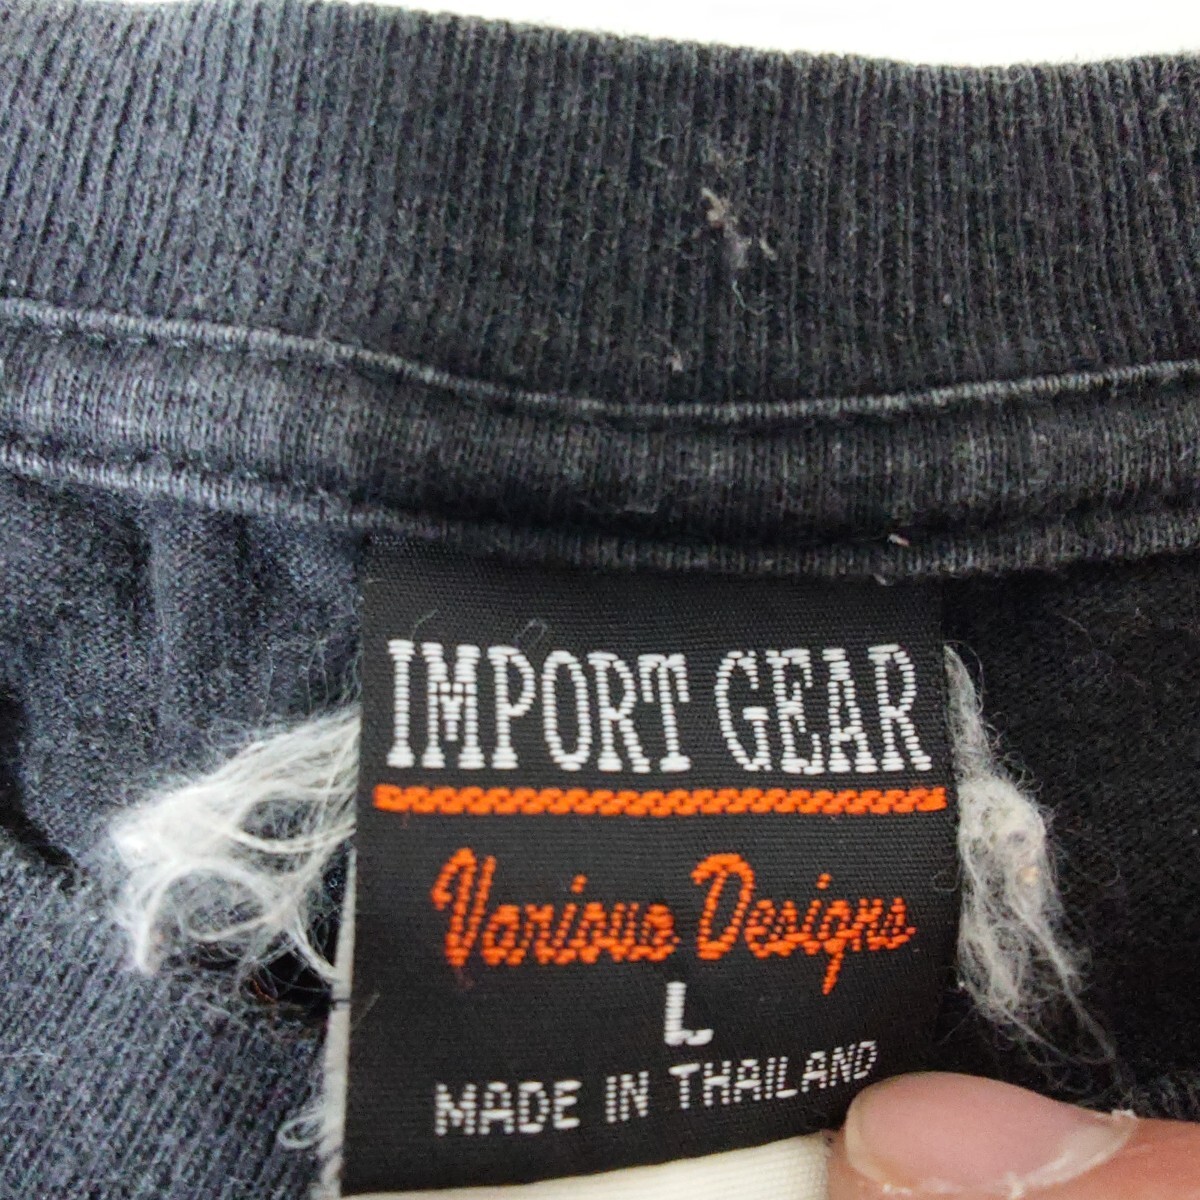 IMPORT GEAR
Various Designs
L
MADE IN THAILAND